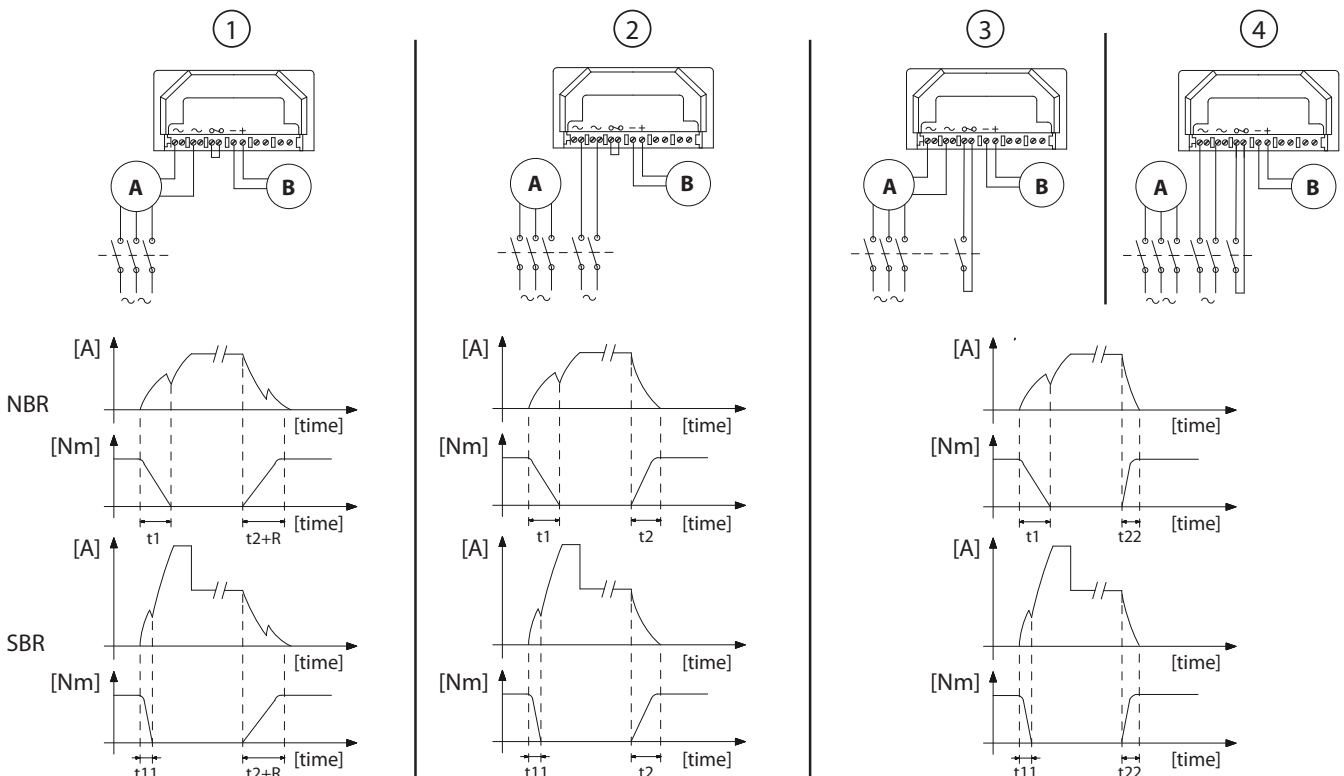 1 2 3 4
∼ ∼ − +
∼ ∼ − +
∼ ∼ − +
∼ ∼ − +
A B
A B
A B
A B
∼ ∼
∼ ∼ ∼
∼ ∼
∼ ∼ ∼
NBR
[A] [time]
[A] [time]
[A] [time]
[Nm] [time]
[Nm] [time]
[Nm] [time]
t1 t2+R
t1 t2
t1 t22
SBR
[A] [time]
[A] [time]
[A] [time]
[Nm] [time]
[Nm] [time]
[Nm] [time]
t11 t2+R
t11 t2
t11 t22